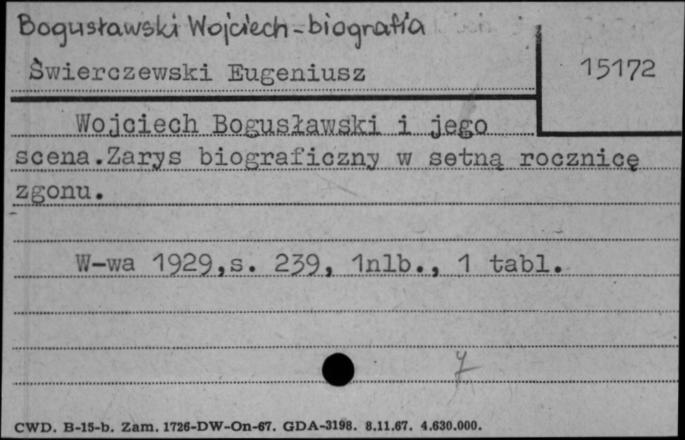 Bogusławski Wojciech-biografia
Świerczewski Eugeniusz
15172
Wojciech Bogusławski i jego
scena.Zarys biograficzny w setną rocznicę
zgonu.
W-wa 1929,s. 239, 1nlb., 1 tabl.
CWD. B-15-b. Zam. 1726-DW-On-67. GDA-3198. 8.11.67. 4.630.000.